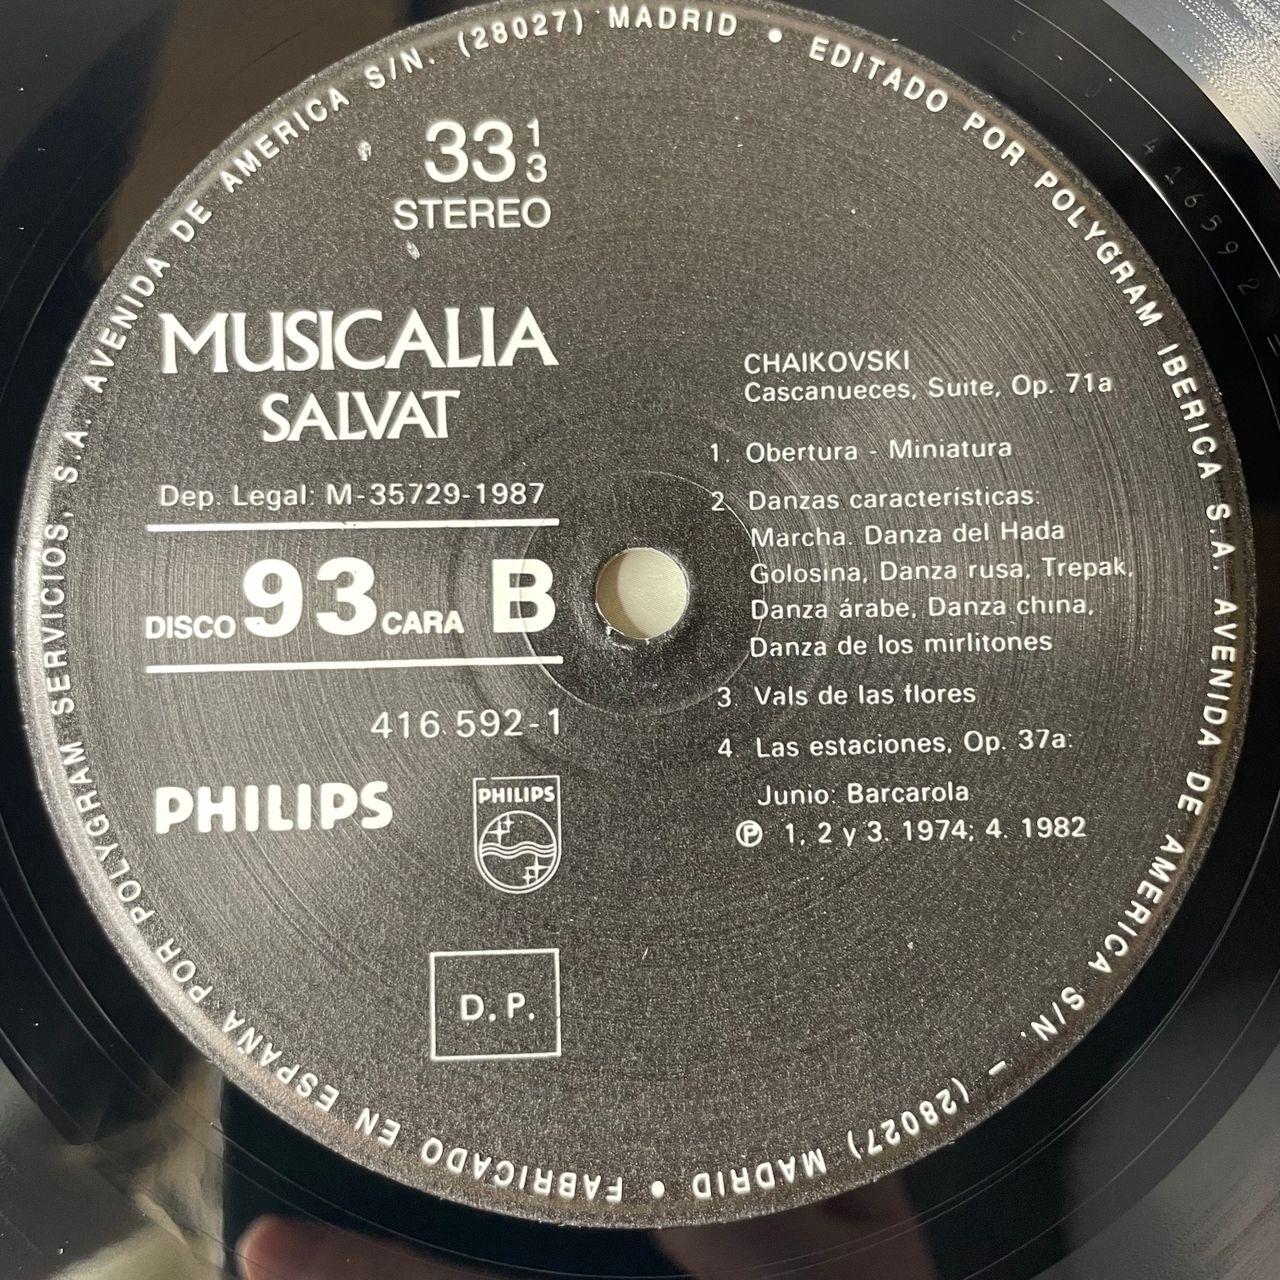 EDITADO POR POLYGRAM IBERICA S.A. AVENIDA DE AMERICA S/N. – (28027) MADRID •
FABRICADO EN ESPAÑA POR POLYGRAM SERVICIOS, S.A. AVENIDA DE AMERICA S/N. (28027) MADRID •
33 1/3
STEREO
MUSICALIA
SALVAT
Dep. Legal: M-35729-1987
DISCO 93 CARA B
416 592-1
PHILIPS
PHILIPS
D.P.
CHAIKOVSKI
Cascanueces, Suite, Op. 71a
1. Obertura - Miniatura
2 Danzas características:
Marcha. Danza del Hada
Golosina, Danza rusa, Trepak,
Danza árabe, Danza china,
Danza de los mirlitones
3 Vals de las flores
4 Las estaciones, Op. 37a:
Junio: Barcarola
Ⓟ 1, 2 y 3. 1974; 4. 1982
416592